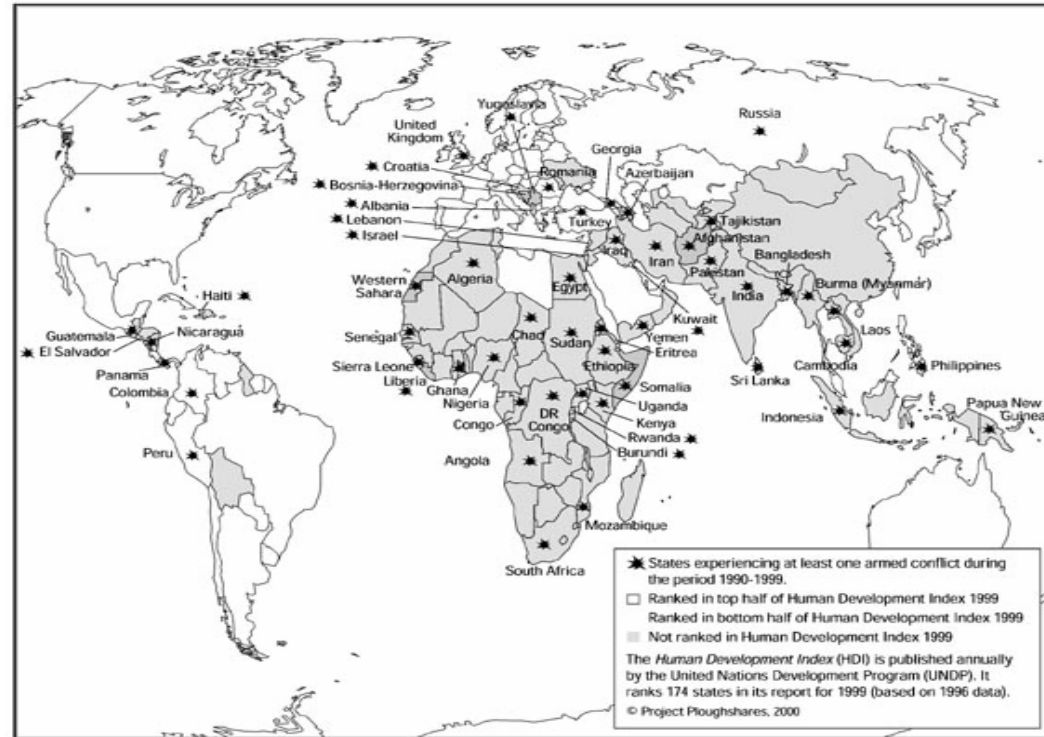 Yugoslavia
Russia
United
Kingdom
Georgia
Croatia
Romania
Azerbaijan
Bosnia-Herzegovina
Albania
Turkey
Tajikistan
Lebanon
Afghanistan
Israel
Iraq
Iran
Bangladesh
Pakistan
Algeria
Egypt
India
Burma (Myanmar)
Western
Sahara
Haiti
Kuwait
Guatemala
Nicaragua
Senegal
Chad
Sudan
Yemen
Laos
El Salvador
Eritrea
Panama
Sierra Leone
Ethiopia
Sri Lanka
Cambodia
Philippines
Liberia
Ghana
Somalia
Colombia
Nigeria
Uganda
Papua New
Guinea
Congo
DR
Congo
Kenya
Indonesia
Rwanda
Peru
Angola
Burundi
Mozambique
South Africa
States experiencing at least one armed conflict during
the period 1990-1999.
Ranked in top half of Human Development Index 1999
Ranked in bottom half of Human Development Index 1999
Not ranked in Human Development Index 1999
The Human Development Index (HDI) is published annually
by the United Nations Development Program (UNDP). It
ranks 174 states in its report for 1999 (based on 1996 data).
© Project Ploughshares, 2000